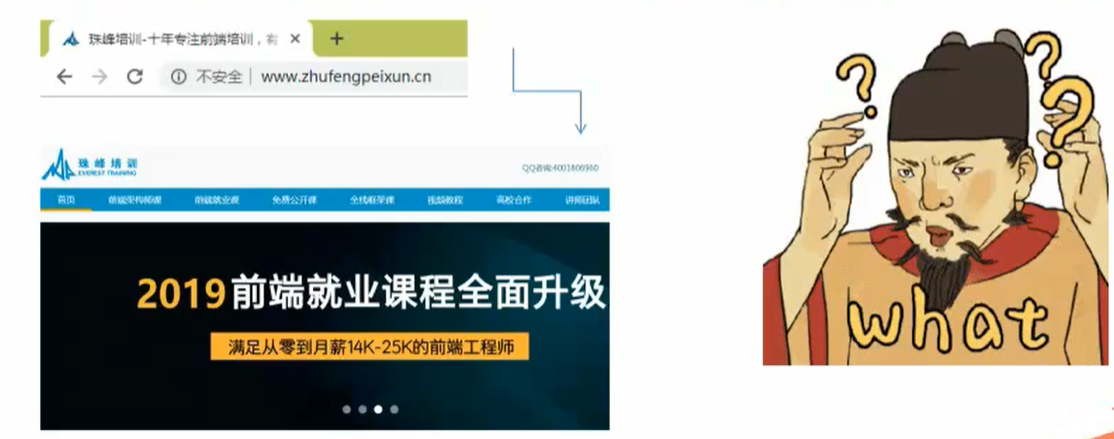 珠峰培训-十年专注前端培训，有
不安全 www.zhufengpeixun.cn
珠峰培训
EVEREST TRAINING
QQ咨询:4001806960
首页 前端架构师课 前端就业课 免费公开课 全栈框架课 视频教程 高校合作 讲师团队
2019前端就业课程全面升级
满足从零到月薪14K-25K的前端工程师
? ? ?
what